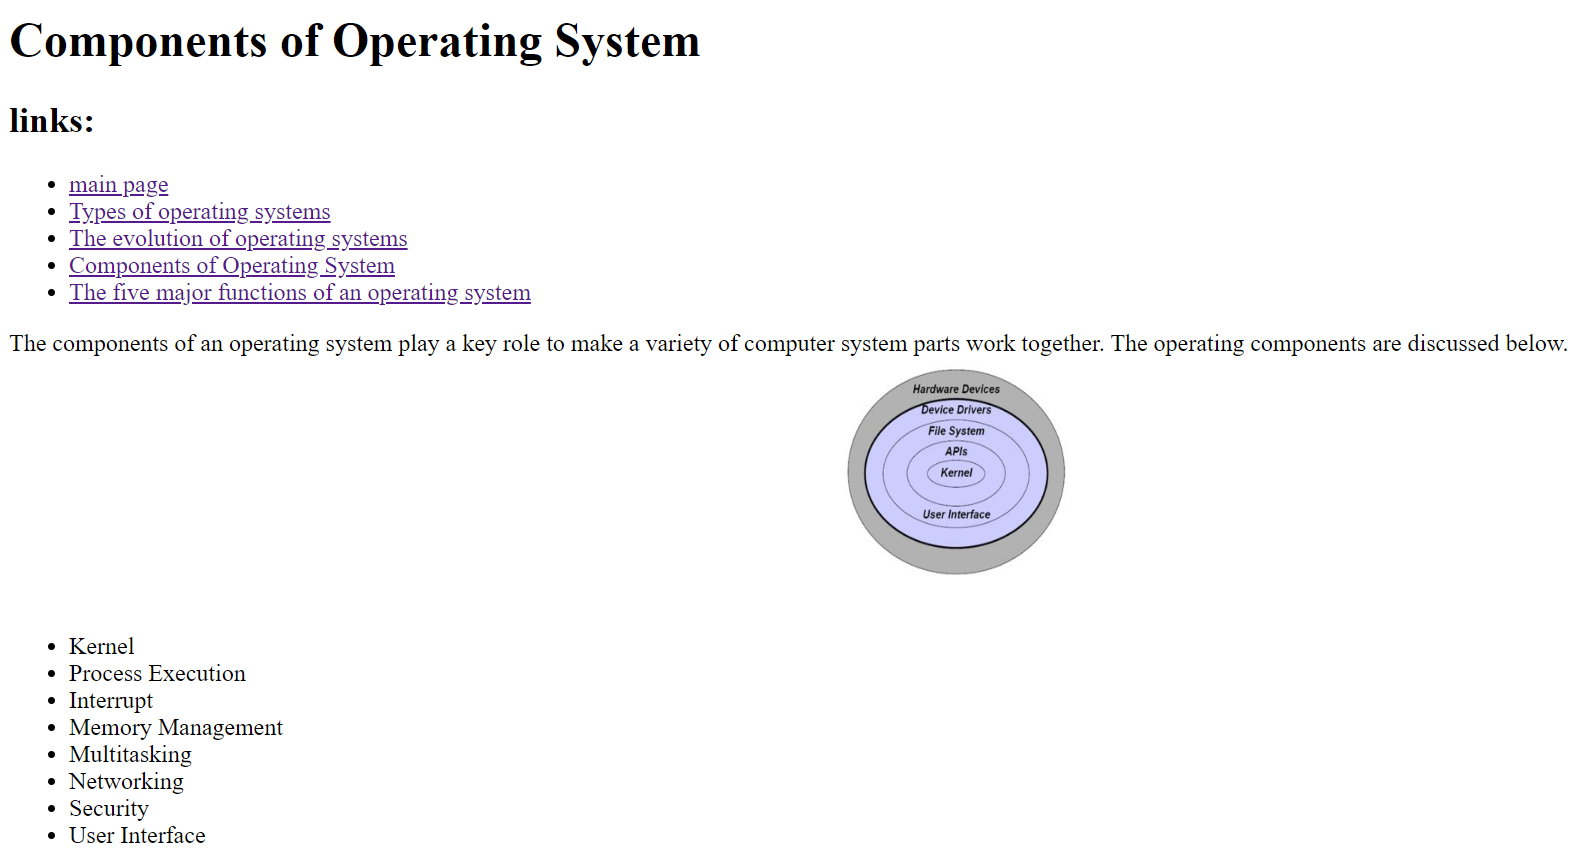 Components of Operating System
links:
main page
Types of operating systems
The evolution of operating systems
Components of Operating System
The five major functions of an operating system
The components of an operating system play a key role to make a variety of computer system parts work together. The operating components are discussed below.
Hardware Devices
Device Drivers
File System
APIs
Kernel
User Interface
Kernel
Process Execution
Interrupt
Memory Management
Multitasking
Networking
Security
User Interface